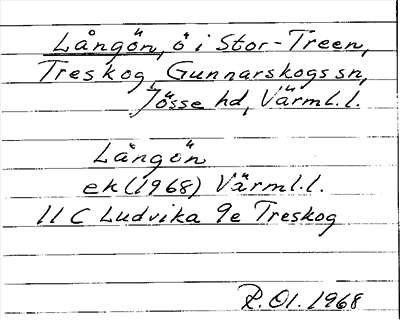 Långön, ö i Stor-Treen,
Treskog, Gunnarskogs sn,
Jösse hd, Värml. l.
Långön
ek (1968) Värml. l.
11 C Ludvika 9e Treskog
R. Ol. 1968